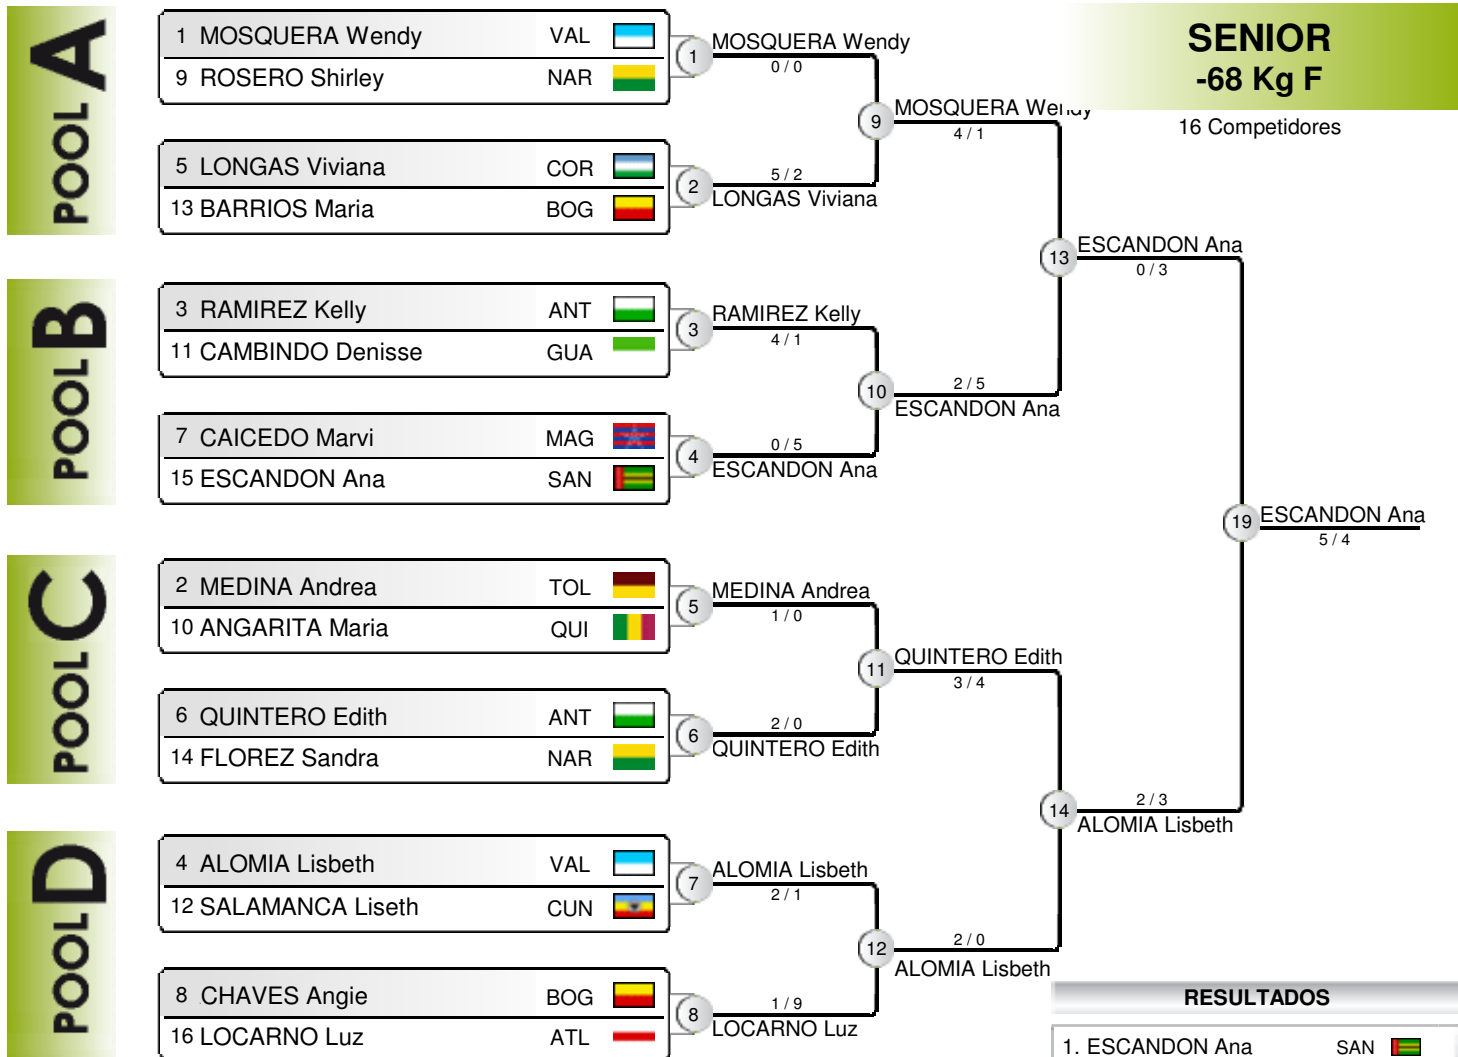 SENIOR
-68 Kg F
16 Competidores
POOL A
1 MOSQUERA Wendy VAL
9 ROSERO Shirley NAR
1
MOSQUERA Wendy
0 / 0
5 LONGAS Viviana COR
13 BARRIOS Maria BOG
2
5 / 2
LONGAS Viviana
9
MOSQUERA Wendy
4 / 1
POOL B
3 RAMIREZ Kelly ANT
11 CAMBINDO Denisse GUA
3
RAMIREZ Kelly
4 / 1
7 CAICEDO Marvi MAG
15 ESCANDON Ana SAN
4
0 / 5
ESCANDON Ana
10
2 / 5
ESCANDON Ana
13
ESCANDON Ana
0 / 3
19
ESCANDON Ana
5 / 4
POOL C
2 MEDINA Andrea TOL
10 ANGARITA Maria QUI
5
MEDINA Andrea
1 / 0
6 QUINTERO Edith ANT
14 FLOREZ Sandra NAR
6
2 / 0
QUINTERO Edith
11
QUINTERO Edith
3 / 4
POOL D
4 ALOMIA Lisbeth VAL
12 SALAMANCA Liseth CUN
7
ALOMIA Lisbeth
2 / 1
8 CHAVES Angie BOG
16 LOCARNO Luz ATL
8
1 / 9
LOCARNO Luz
12
2 / 0
ALOMIA Lisbeth
14
2 / 3
ALOMIA Lisbeth
RESULTADOS
1. ESCANDON Ana SAN